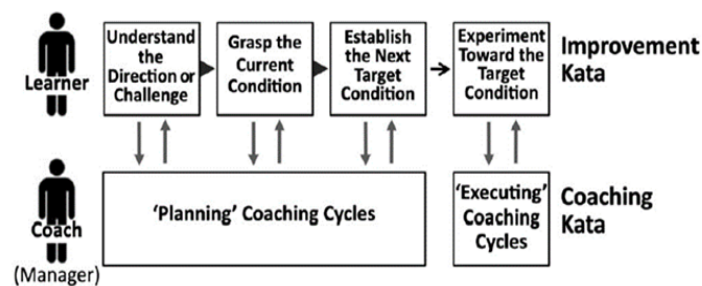 Learner
Understand
the
Direction or
Challenge
Grasp the
Current
Condition
Establish
the Next
Target
Condition
Experiment
Toward the
Target
Condition
Improvement
Kata
Coach
(Manager)
‘Planning’ Coaching Cycles
‘Executing’
Coaching
Cycles
Coaching
Kata